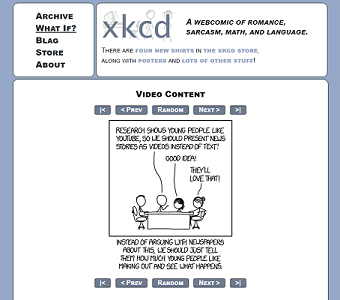 Archive
What If?
Blag
Store
About
xkcd
A webcomic of romance,
sarcasm, math, and language.
There are four new shirts in the xkcd store,
along with posters and lots of other stuff!
Video Content
|<
< Prev
Random
Next >
>|
RESEARCH SHOWS YOUNG PEOPLE LIKE
YOUTUBE, SO WE SHOULD PRESENT NEWS
STORIES AS VIDEOS INSTEAD OF TEXT?
GOOD IDEA!
THEY'LL
LOVE THAT!
INSTEAD OF ARGUING WITH NEWSPAPERS
ABOUT THIS, WE SHOULD JUST TELL
THEM HOW MUCH YOUNG PEOPLE LIKE
MAKING OUT AND SEE WHAT HAPPENS.
|<
< Prev
Random
Next >
>|